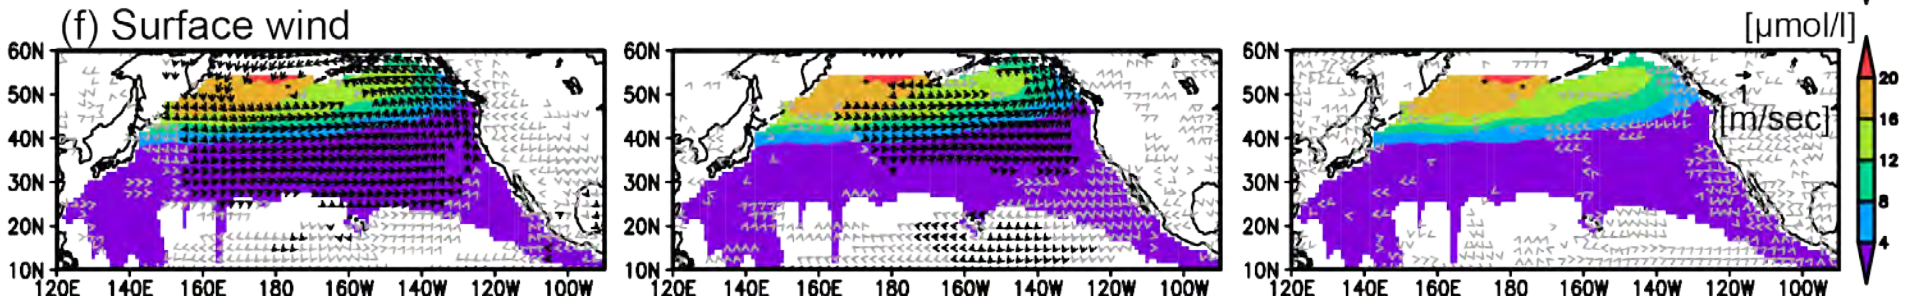 (f) Surface wind
[µmol/l]
60N 60N 60N
50N 50N 50N 20
40N 40N 40N 1 [m/sec] 16
12
30N 30N 30N
20N 20N 20N 8
10N 10N 10N 4
120E 140E 160E 180 160W 140W 120W 100W 120E 140E 160E 180 160W 140W 120W 100W 120E 140E 160E 180 160W 140W 120W 100W